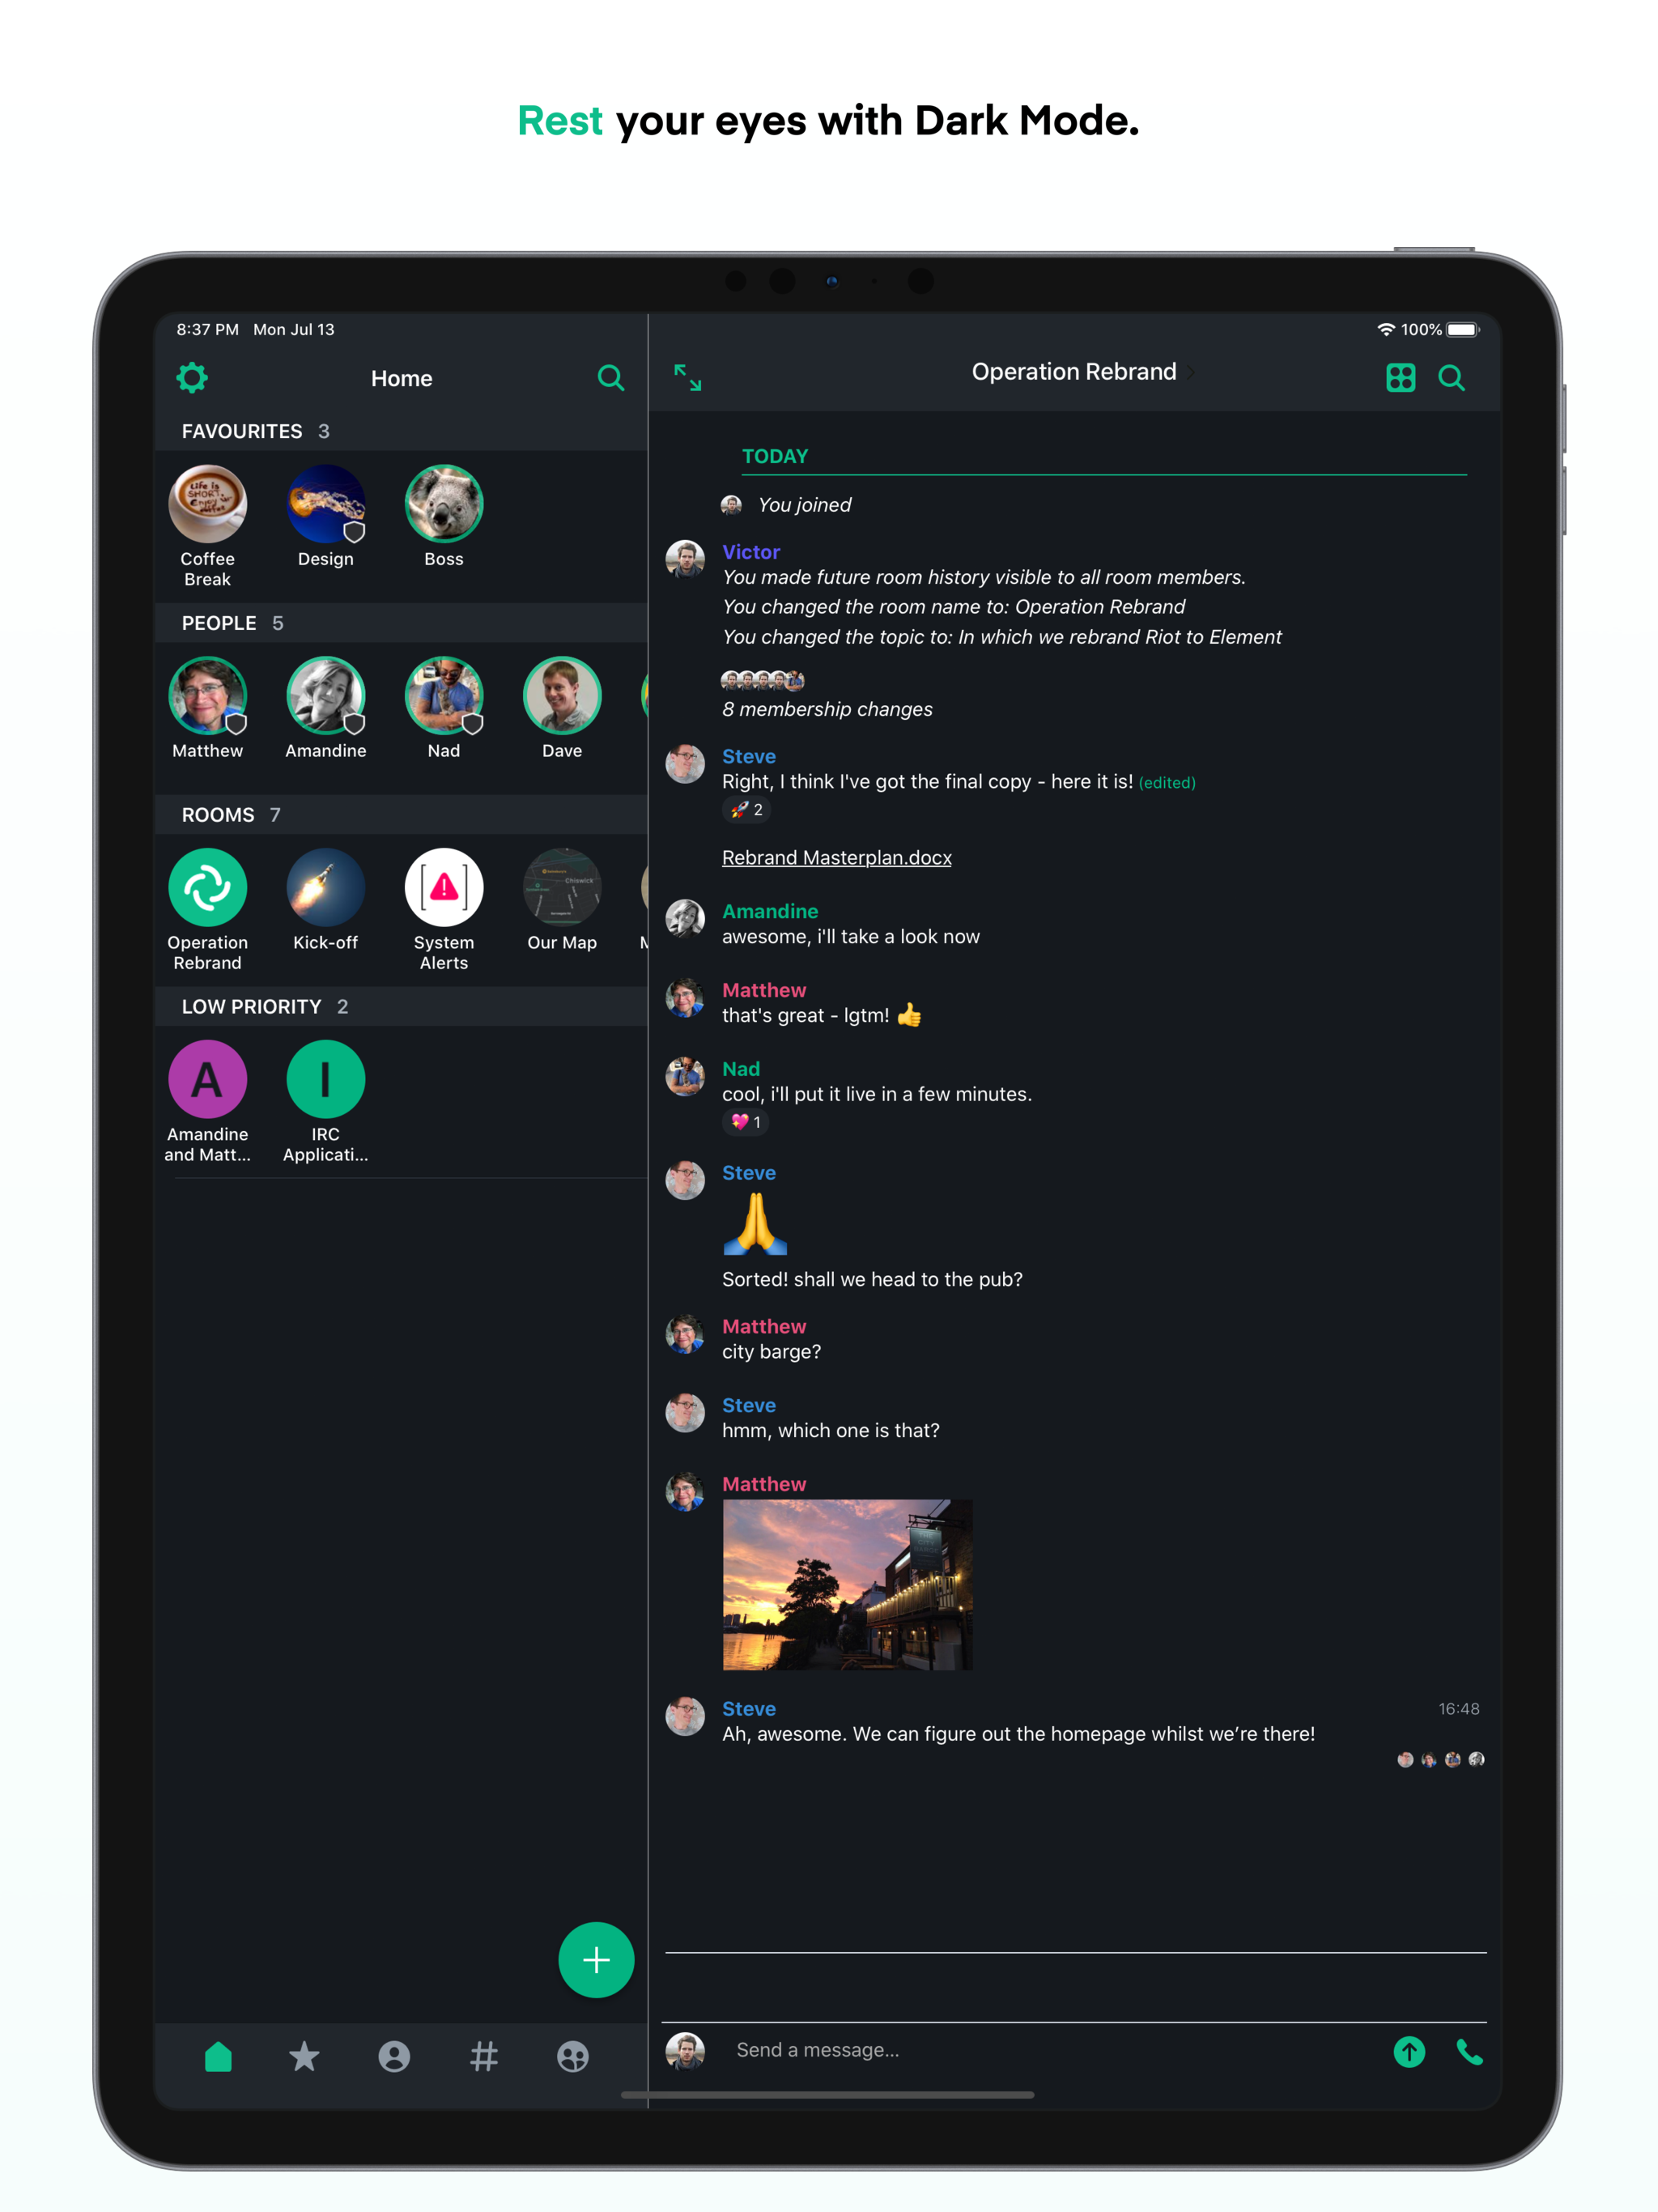 Rest your eyes with Dark Mode.
8:37 PM Mon Jul 13
100%
Home
Operation Rebrand
FAVOURITES 3
Coffee
Break
Design
Boss
PEOPLE 5
Matthew
Amandine
Nad
Dave
ROOMS 7
Operation
Rebrand
Kick-off
System
Alerts
Our Map
LOW PRIORITY 2
A
I
Amandine
and Matt...
IRC
Applicati...
TODAY
You joined
Victor
You made future room history visible to all room members.
You changed the room name to: Operation Rebrand
You changed the topic to: In which we rebrand Riot to Element
8 membership changes
Steve
Right, I think I've got the final copy - here it is! (edited)
🚀 2
Rebrand Masterplan.docx
Amandine
awesome, i'll take a look now
Matthew
that's great - lgtm! 👍
Nad
cool, i'll put it live in a few minutes.
💖 1
Steve
🙏
Sorted! shall we head to the pub?
Matthew
city barge?
Steve
hmm, which one is that?
Matthew
Steve
16:48
Ah, awesome. We can figure out the homepage whilst we’re there!
Send a message...